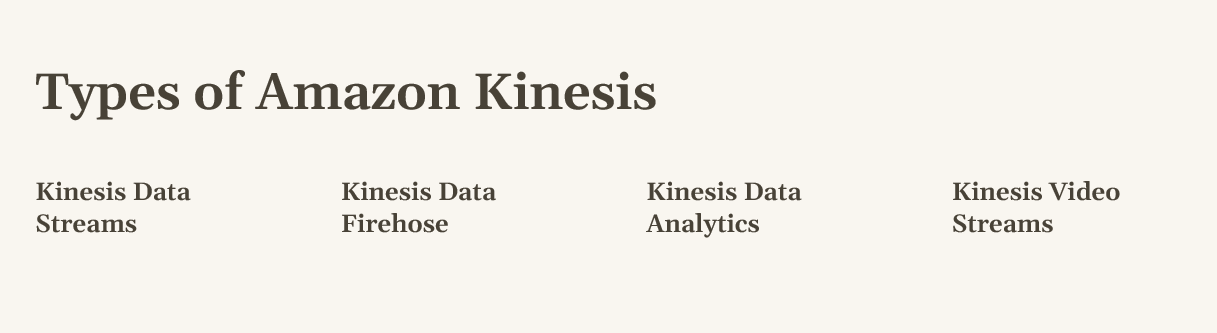 Types of Amazon Kinesis
Kinesis Data
Streams
Kinesis Data
Firehose
Kinesis Data
Analytics
Kinesis Video
Streams